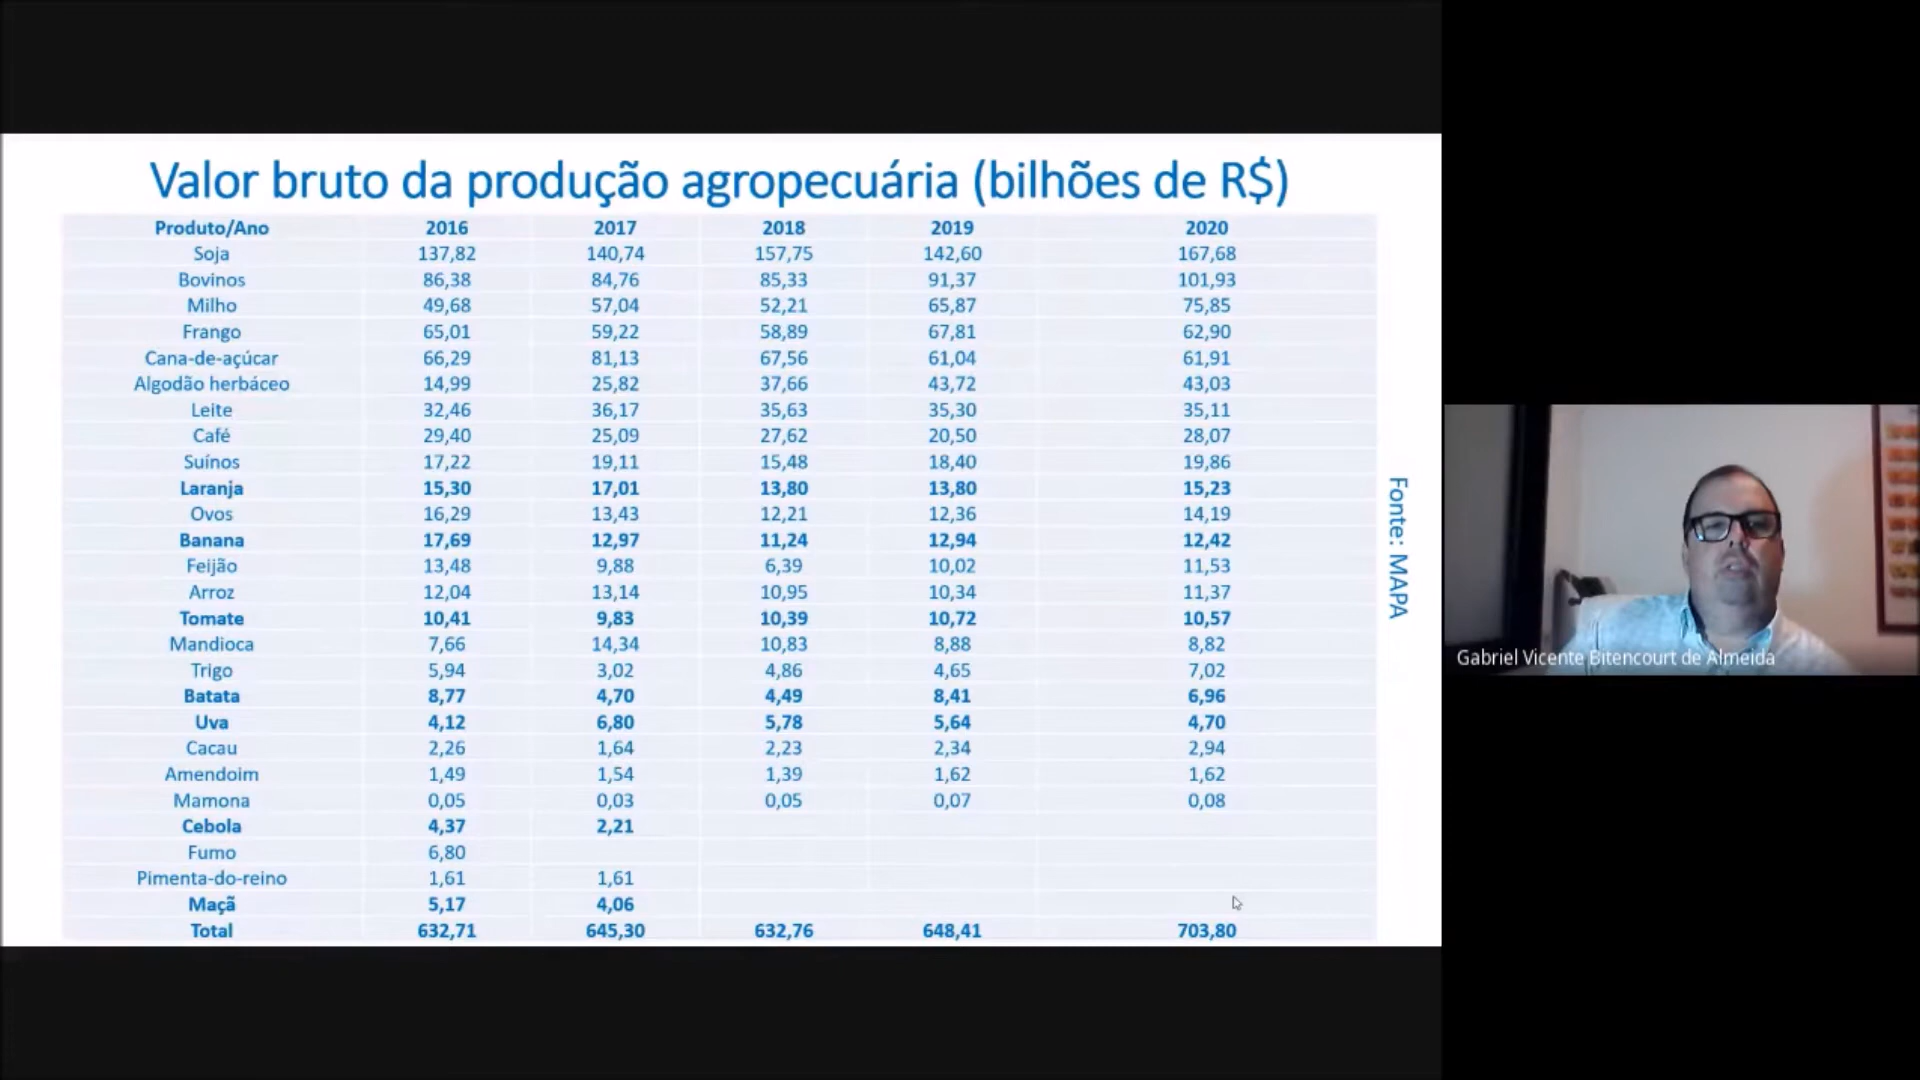 Valor bruto da produção agropecuária (bilhões de R$)
Produto/Ano 2016 2017 2018 2019 2020
Soja 137,82 140,74 157,75 142,60 167,68
Bovinos 86,38 84,76 85,33 91,37 101,93
Milho 49,68 57,04 52,21 65,87 75,85
Frango 65,01 59,22 58,89 67,81 62,90
Cana-de-açúcar 66,29 81,13 67,56 61,04 61,91
Algodão herbáceo 14,99 25,82 37,66 43,72 43,03
Leite 32,46 36,17 35,63 35,30 35,11
Café 29,40 25,09 27,62 20,50 28,07
Suínos 17,22 19,11 15,48 18,40 19,86
Laranja 15,30 17,01 13,80 13,80 15,23
Ovos 16,29 13,43 12,21 12,36 14,19
Banana 17,69 12,97 11,24 12,94 12,42
Feijão 13,48 9,88 6,39 10,02 11,53
Arroz 12,04 13,14 10,95 10,34 11,37
Tomate 10,41 9,83 10,39 10,72 10,57
Mandioca 7,66 14,34 10,83 8,88 8,82
Trigo 5,94 3,02 4,86 4,65 7,02
Batata 8,77 4,70 4,49 8,41 6,96
Uva 4,12 6,80 5,78 5,64 4,70
Cacau 2,26 1,64 2,23 2,34 2,94
Amendoim 1,49 1,54 1,39 1,62 1,62
Mamona 0,05 0,03 0,05 0,07 0,08
Cebola 4,37 2,21
Fumo 6,80
Pimenta-do-reino 1,61 1,61
Maçã 5,17 4,06
Total 632,71 645,30 632,76 648,41 703,80
Fonte: MAPA
Gabriel Vicente Bitencourt de Almeida